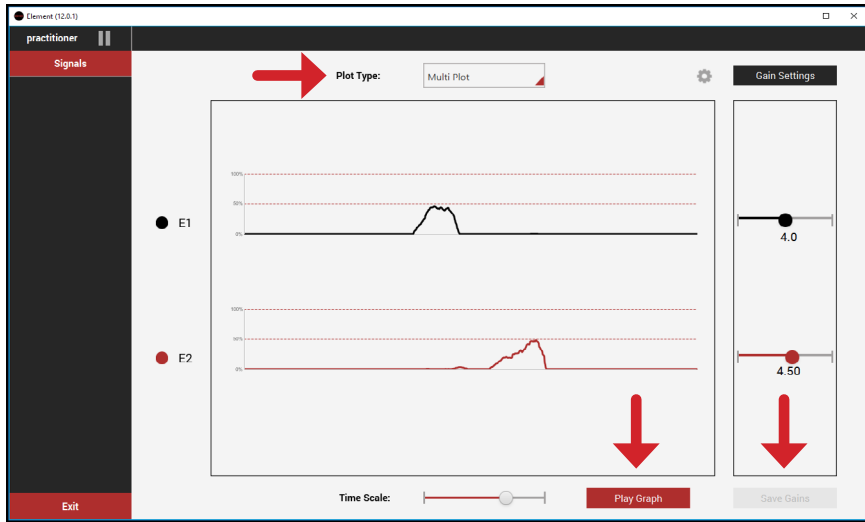 Element (12.0.1)
practitioner
Signals
Plot Type:
Multi Plot
Gain Settings
100%
50%
0%
E1
4.0
100%
50%
0%
E2
4.50
Time Scale:
Play Graph
Save Gains
Exit